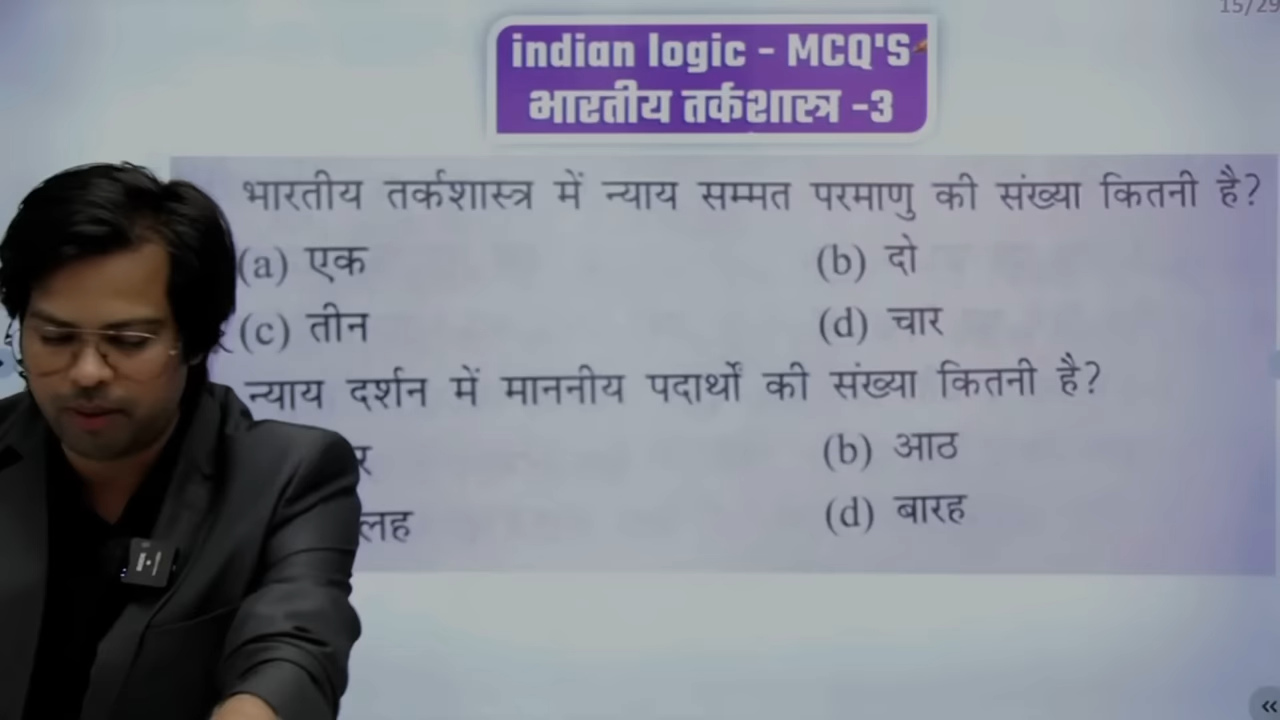 15/29
indian logic - MCQ'S
भारतीय तर्कशास्त्र -3
भारतीय तर्कशास्त्र में न्याय सम्मत परमाणु की संख्या कितनी है?
(a) एक (b) दो
(c) तीन (d) चार
न्याय दर्शन में माननीय पदार्थों की संख्या कितनी है?
र (b) आठ
लह (d) बारह